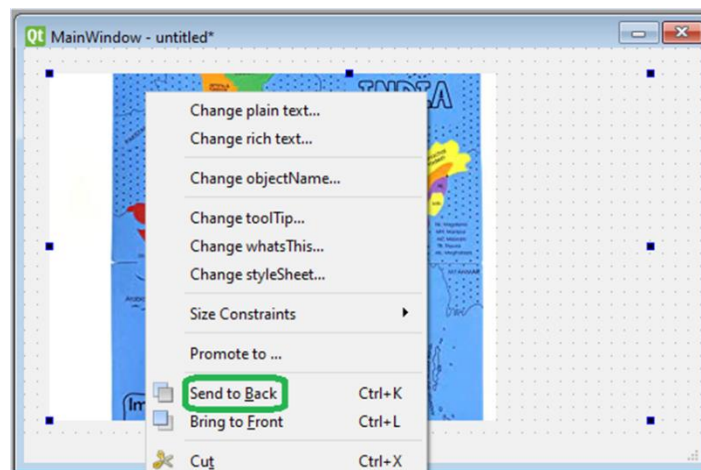 MainWindow - untitled*
INDIA
Change plain text...
Change rich text...
Change objectName...
Change toolTip...
Change whatsThis...
Change styleSheet...
Size Constraints
Promote to ...
Send to Back Ctrl+K
Bring to Front Ctrl+L
Cut Ctrl+X